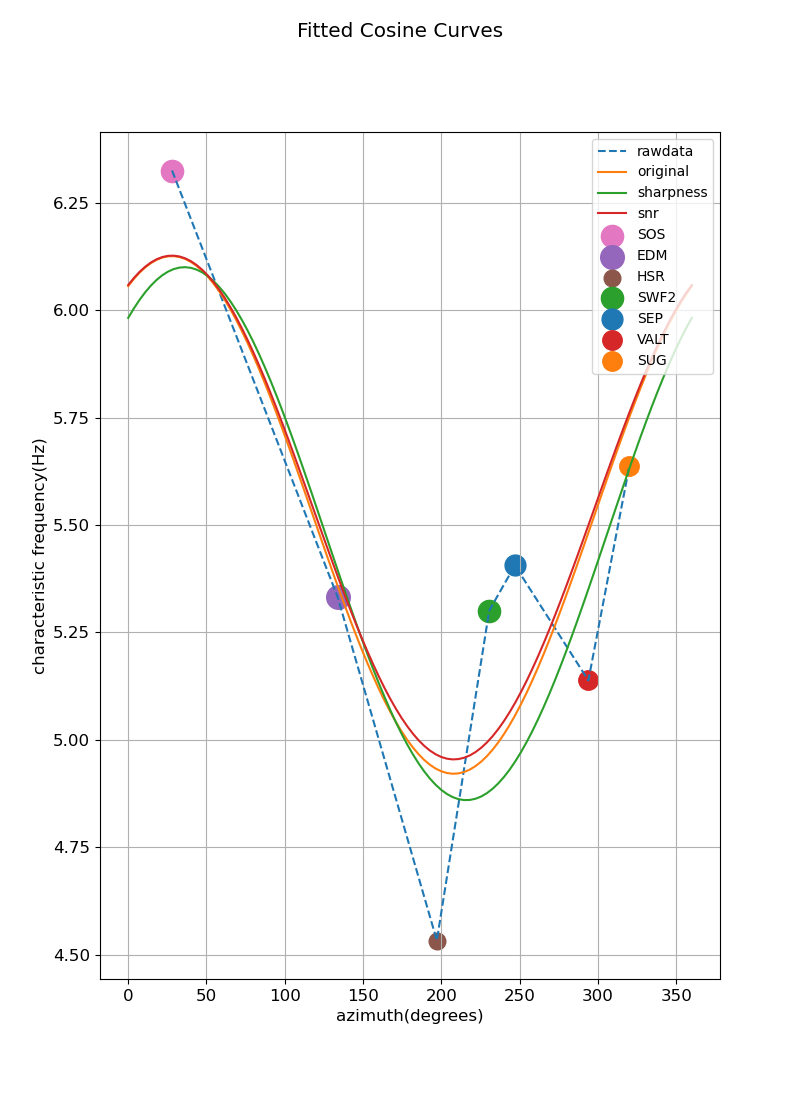 Fitted Cosine Curves
rawdata
original
sharpness
snr
SOS
EDM
HSR
SWF2
SEP
VALT
SUG
characteristic frequency(Hz)
6.25
6.00
5.75
5.50
5.25
5.00
4.75
4.50
0 50 100 150 200 250 300 350
azimuth(degrees)